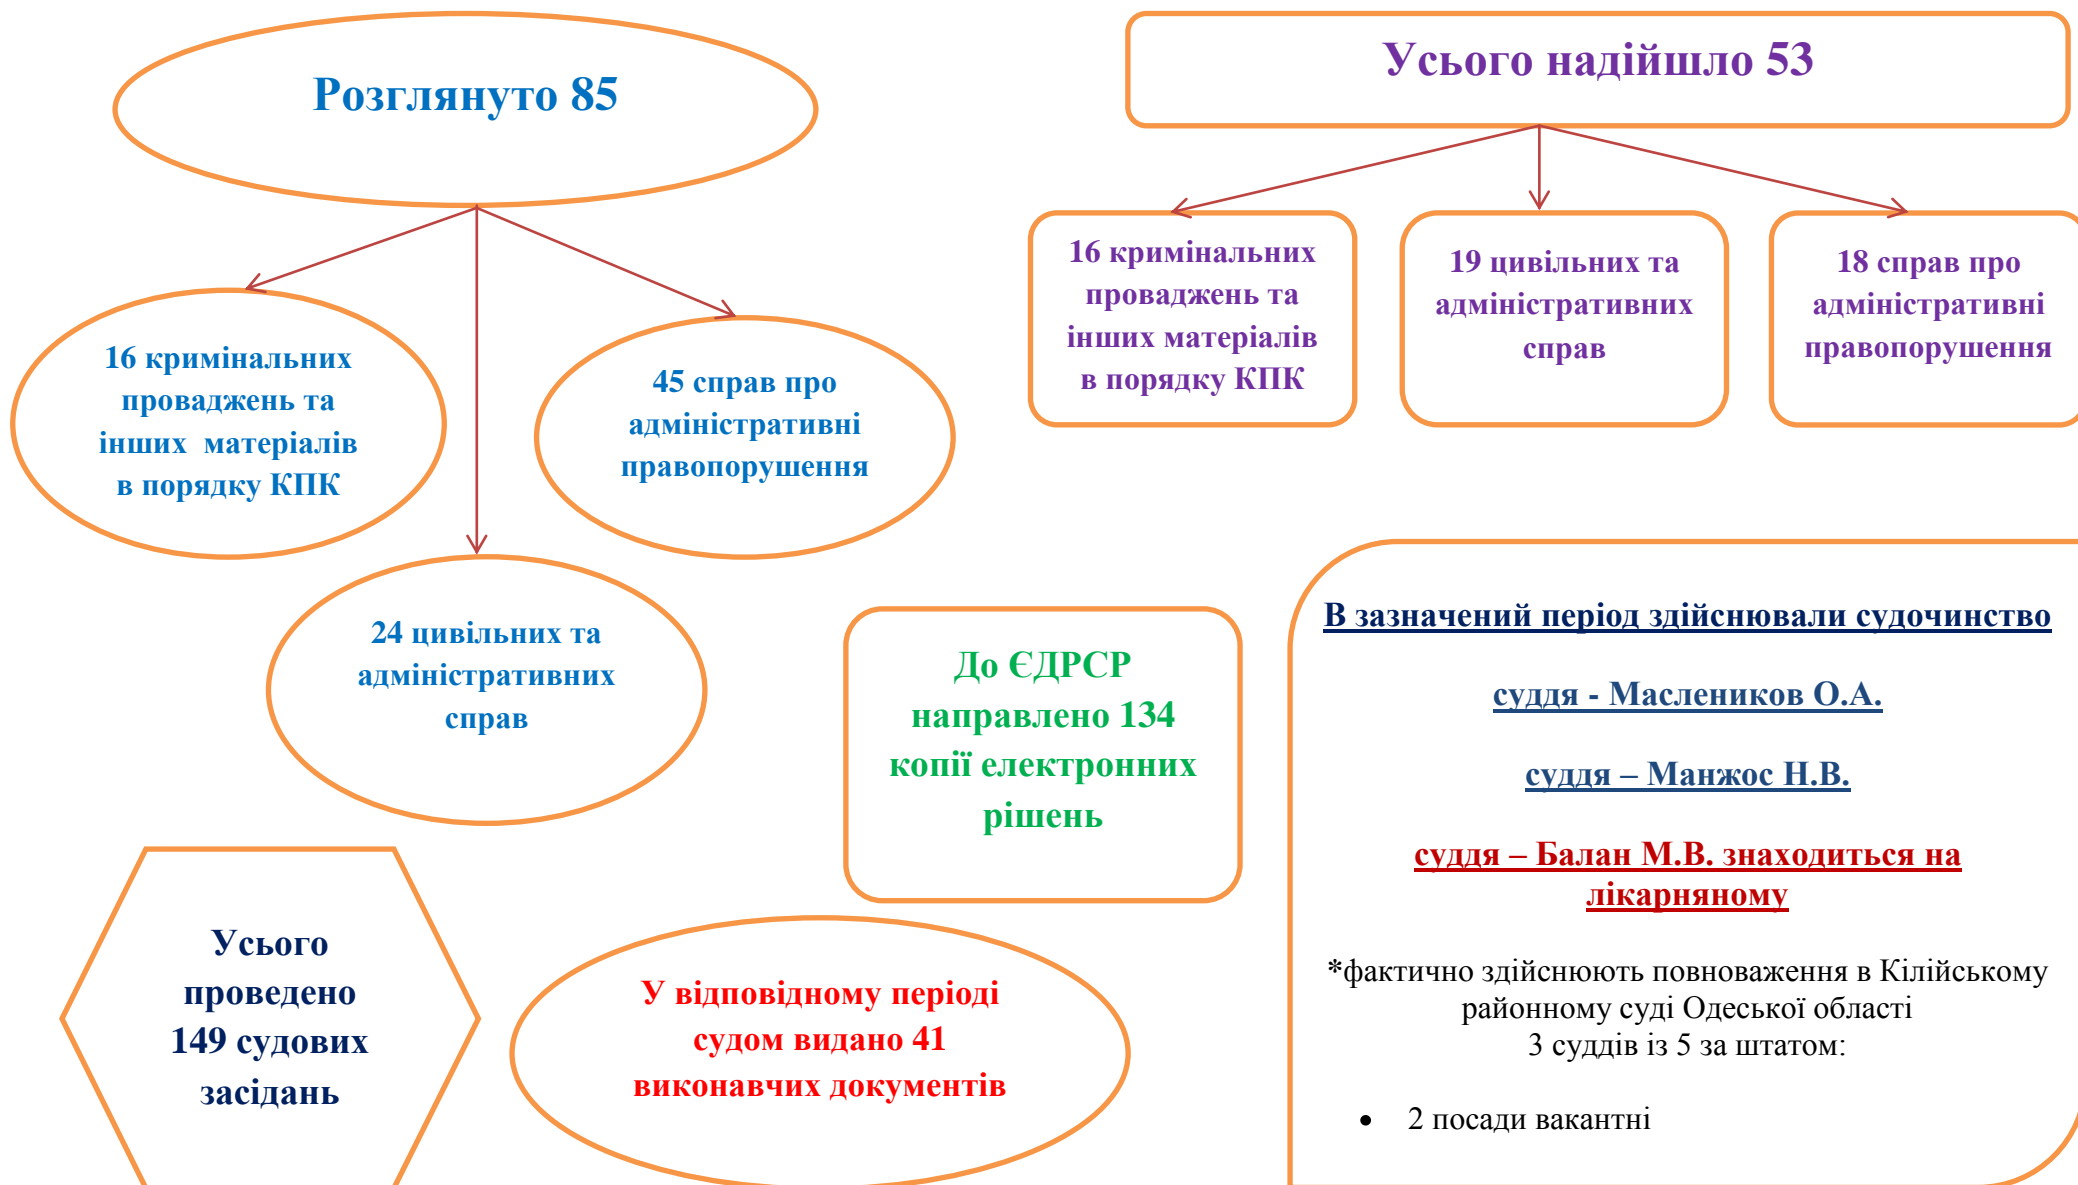 Розглянуто 85
16 кримінальних
проваджень та
інших матеріалів
в порядку КПК
45 справ про
адміністративні
правопорушення
24 цивільних та
адміністративних
справ
Усього надійшло 53
16 кримінальних
проваджень та
інших матеріалів
в порядку КПК
19 цивільних та
адміністративних
справ
18 справ про
адміністративні
правопорушення
До ЄДРСР
направлено 134
копії електронних
рішень
Усього
проведено
149 судових
засідань
У відповідному періоді
судом видано 41
виконавчих документів
В зазначений період здійснювали судочинство
суддя - Маслеников О.А.
суддя – Манжос Н.В.
суддя – Балан М.В. знаходиться на
лікарняному
*фактично здійснюють повноваження в Кілійському
районному суді Одеської області
3 суддів із 5 за штатом:
• 2 посади вакантні